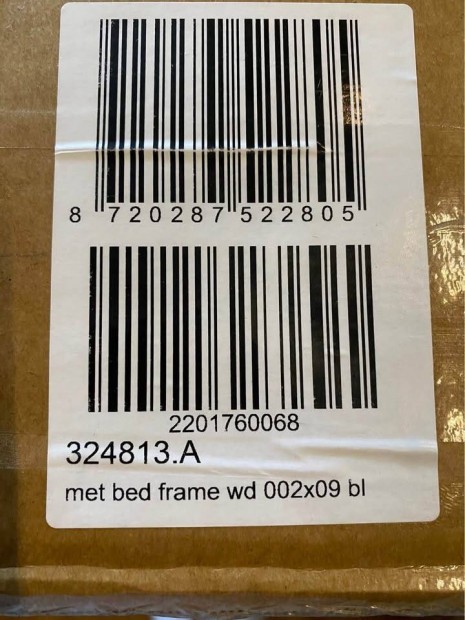 8 720287 522805
2201760068
324813.A
met bed frame wd 002x09 bl